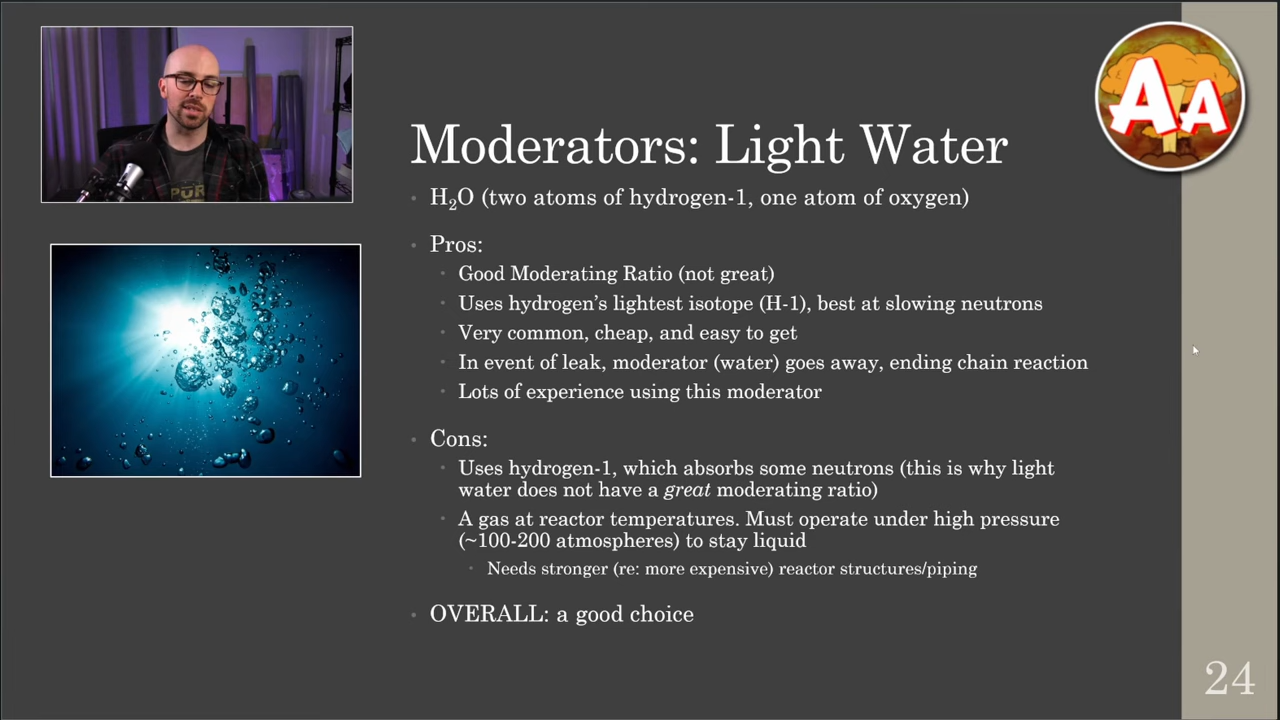 AA
Moderators: Light Water
• H₂O (two atoms of hydrogen-1, one atom of oxygen)
• Pros:
• Good Moderating Ratio (not great)
• Uses hydrogen’s lightest isotope (H-1), best at slowing neutrons
• Very common, cheap, and easy to get
• In event of leak, moderator (water) goes away, ending chain reaction
• Lots of experience using this moderator
• Cons:
• Uses hydrogen-1, which absorbs some neutrons (this is why light
water does not have a great moderating ratio)
• A gas at reactor temperatures. Must operate under high pressure
(~100-200 atmospheres) to stay liquid
• Needs stronger (re: more expensive) reactor structures/piping
• OVERALL: a good choice
24